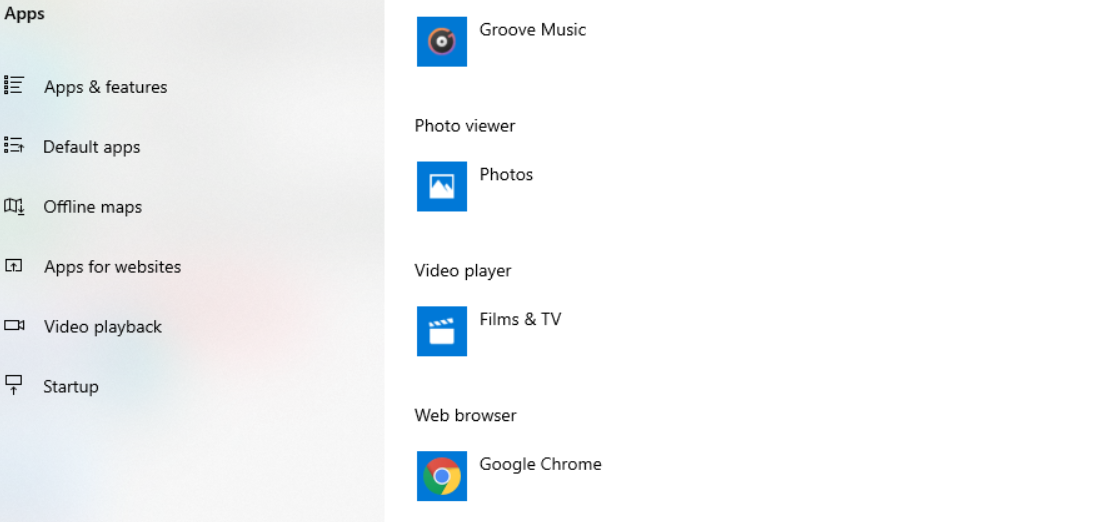 Apps
Apps & features
Default apps
Offline maps
Apps for websites
Video playback
Startup
Groove Music
Photo viewer
Photos
Video player
Films & TV
Web browser
Google Chrome